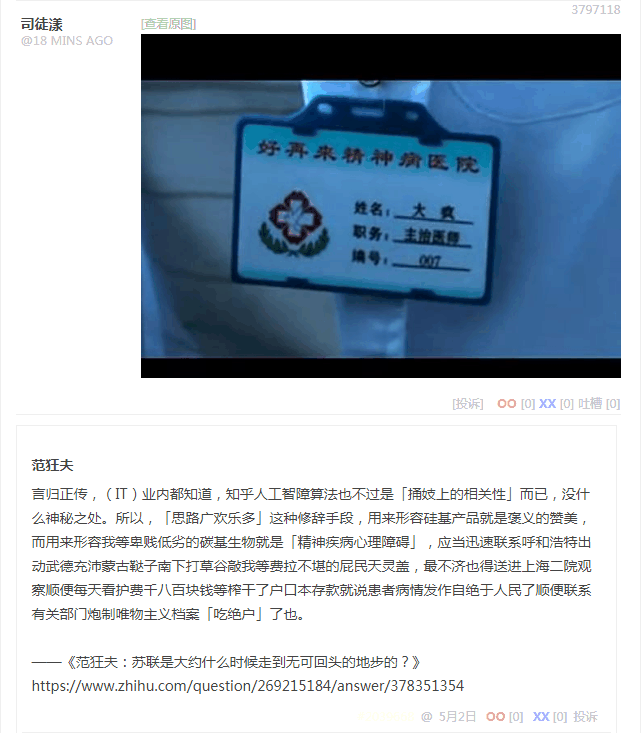 3797118
司徒漾
[查看原图]
@18 MINS AGO
好再来精神病医院
姓名：大疯
职务：主治医师
编号：007
[投诉] OO [0] XX [0] 吐槽 [0]
范狂夫
言归正传，（IT）业内都知道，知乎人工智障算法也不过是「捅妓上的相关性」而已，没什
么神秘之处。所以，「思路广欢乐多」这种修辞手段，用来形容硅基产品就是褒义的赞美，
而用来形容我等卑贱低劣的碳基生物就是「精神疾病心理障碍」，应当迅速联系呼和浩特出
动武德充沛蒙古鞑子南下打草谷敲我等费拉不堪的屁民天灵盖，最不济也得送进上海二院观
察顺便每天看护费千八百块钱等榨干了户口本存款就说患者病情发作自绝于人民了顺便联系
有关部门炮制唯物主义档案「吃绝户」了也。
——《范狂夫：苏联是大约什么时候走到无可回头的地步的？》
https://www.zhihu.com/question/269215184/answer/378351354
@ 5月2日 OO [0] XX [0] 投诉